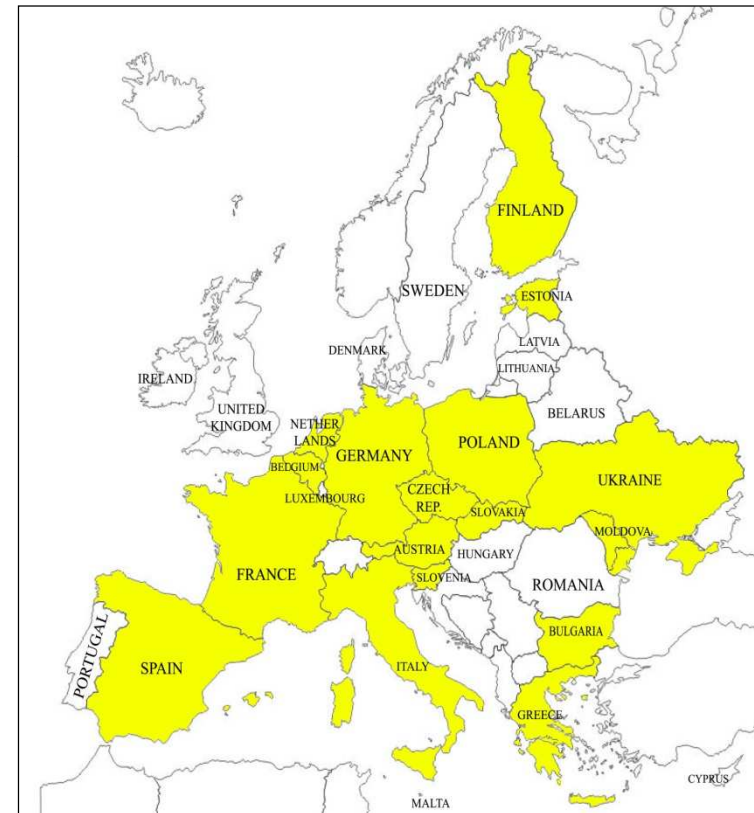 FINLAND
SWEDEN
ESTONIA
LATVIA
DENMARK
LITHUANIA
IRELAND
UNITED
KINGDOM
BELARUS
NETHER
LANDS
GERMANY
POLAND
BELGIUM
UKRAINE
CZECH
REP.
LUXEMBOURG
SLOVAKIA
MOLDOVA
AUSTRIA
HUNGARY
FRANCE
SLOVENIA
ROMANIA
BULGARIA
PORTUGAL
SPAIN
ITALY
GREECE
CYPRUS
MALTA